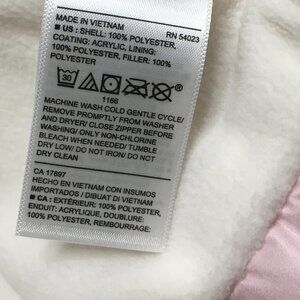 MADE IN VIETNAM RN 54023
■ US : SHELL: 100% POLYESTER,
COATING: ACRYLIC, LINING:
100% POLYESTER, FILLER: 100%
POLYESTER
30
1166
MACHINE WASH COLD GENTLE CYCLE/
REMOVE PROMPTLY FROM WASHER
AND DRYER/ CLOSE ZIPPER BEFORE
WASHING/ ONLY NON-CHLORINE
BLEACH WHEN NEEDED/ TUMBLE
DRY LOW/ DO NOT IRON/ DO NOT
DRY CLEAN
CA 17897
HECHO EN VIETNAM CON INSUMOS
IMPORTADOS / DIBUAT DI VIETNAM
■ CA : EXTÉRIEUR: 100% POLYESTER,
ENDUIT: ACRYLIQUE, DOUBLURE:
100% POLYESTER, REMBOURRAGE: